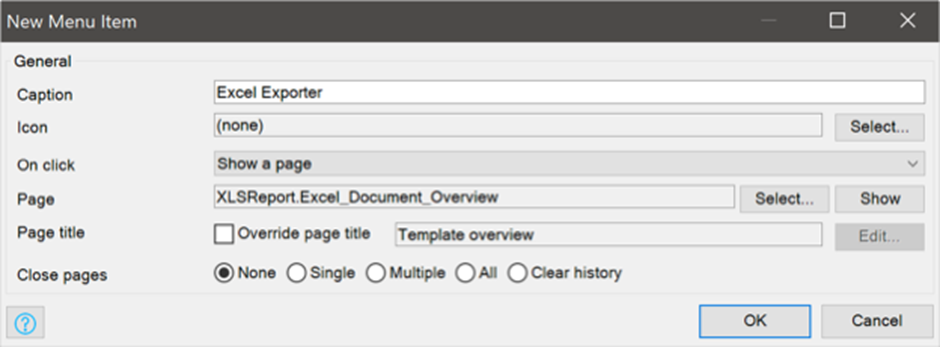 New Menu Item
General
Caption Excel Exporter
Icon (none) Select...
On click Show a page
Page XLSReport.Excel_Document_Overview Select... Show
Page title Override page title Template overview Edit...
Close pages None Single Multiple All Clear history
? OK Cancel